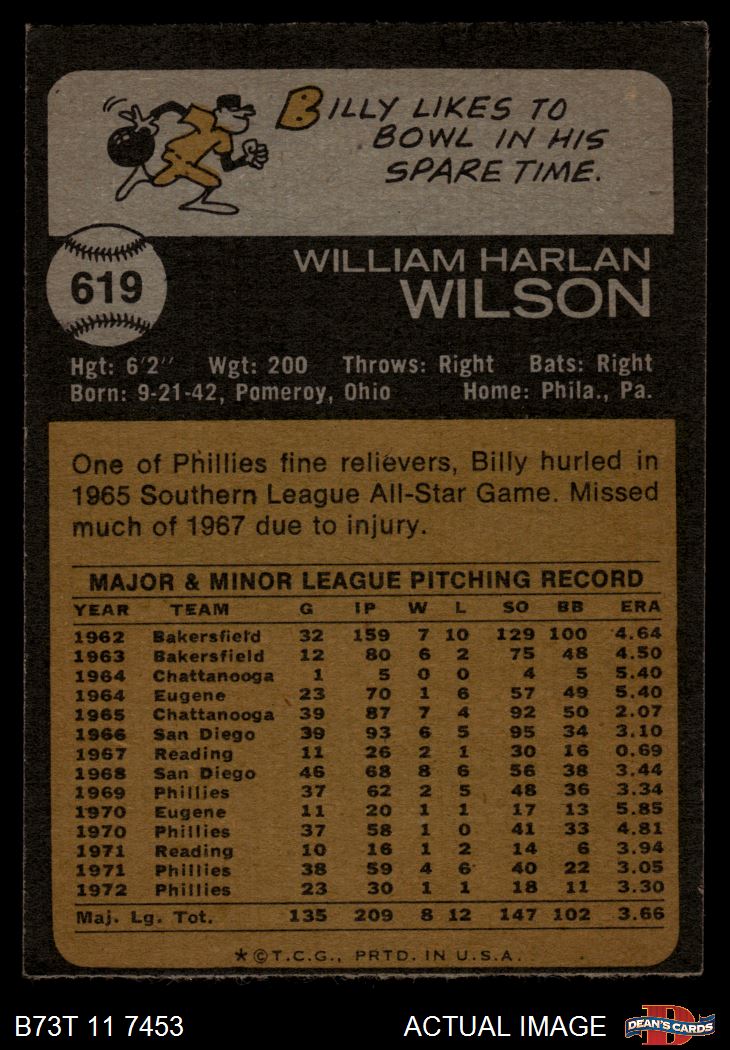 BILLY LIKES TO
BOWL IN HIS
SPARE TIME.
619
WILLIAM HARLAN
WILSON
Hgt: 6'2" Wgt: 200 Throws: Right Bats: Right
Born: 9-21-42, Pomeroy, Ohio Home: Phila., Pa.
One of Phillies fine relievers, Billy hurled in
1965 Southern League All-Star Game. Missed
much of 1967 due to injury.
MAJOR & MINOR LEAGUE PITCHING RECORD
YEAR TEAM G IP W L SO BB ERA
1962 Bakersfield 32 159 7 10 129 100 4.64
1963 Bakersfield 12 80 6 2 75 48 4.50
1964 Chattanooga 1 5 0 0 4 5 5.40
1964 Eugene 23 70 1 6 57 49 5.40
1965 Chattanooga 39 87 7 4 92 50 2.07
1966 San Diego 39 93 6 5 95 34 3.10
1967 Reading 11 26 2 1 30 16 0.69
1968 San Diego 46 68 8 6 56 38 3.44
1969 Phillies 37 62 2 5 48 36 3.34
1970 Eugene 11 20 1 1 17 13 5.85
1970 Phillies 37 58 1 0 41 33 4.81
1971 Reading 10 16 1 2 14 6 3.94
1971 Phillies 38 59 4 6 40 22 3.05
1972 Phillies 23 30 1 1 18 11 3.30
Maj. Lg. Tot. 135 209 8 12 147 102 3.66
*©T.C.G., PRTD. IN U.S.A.
B73T 11 7453 ACTUAL IMAGE DEAN'S CARDS